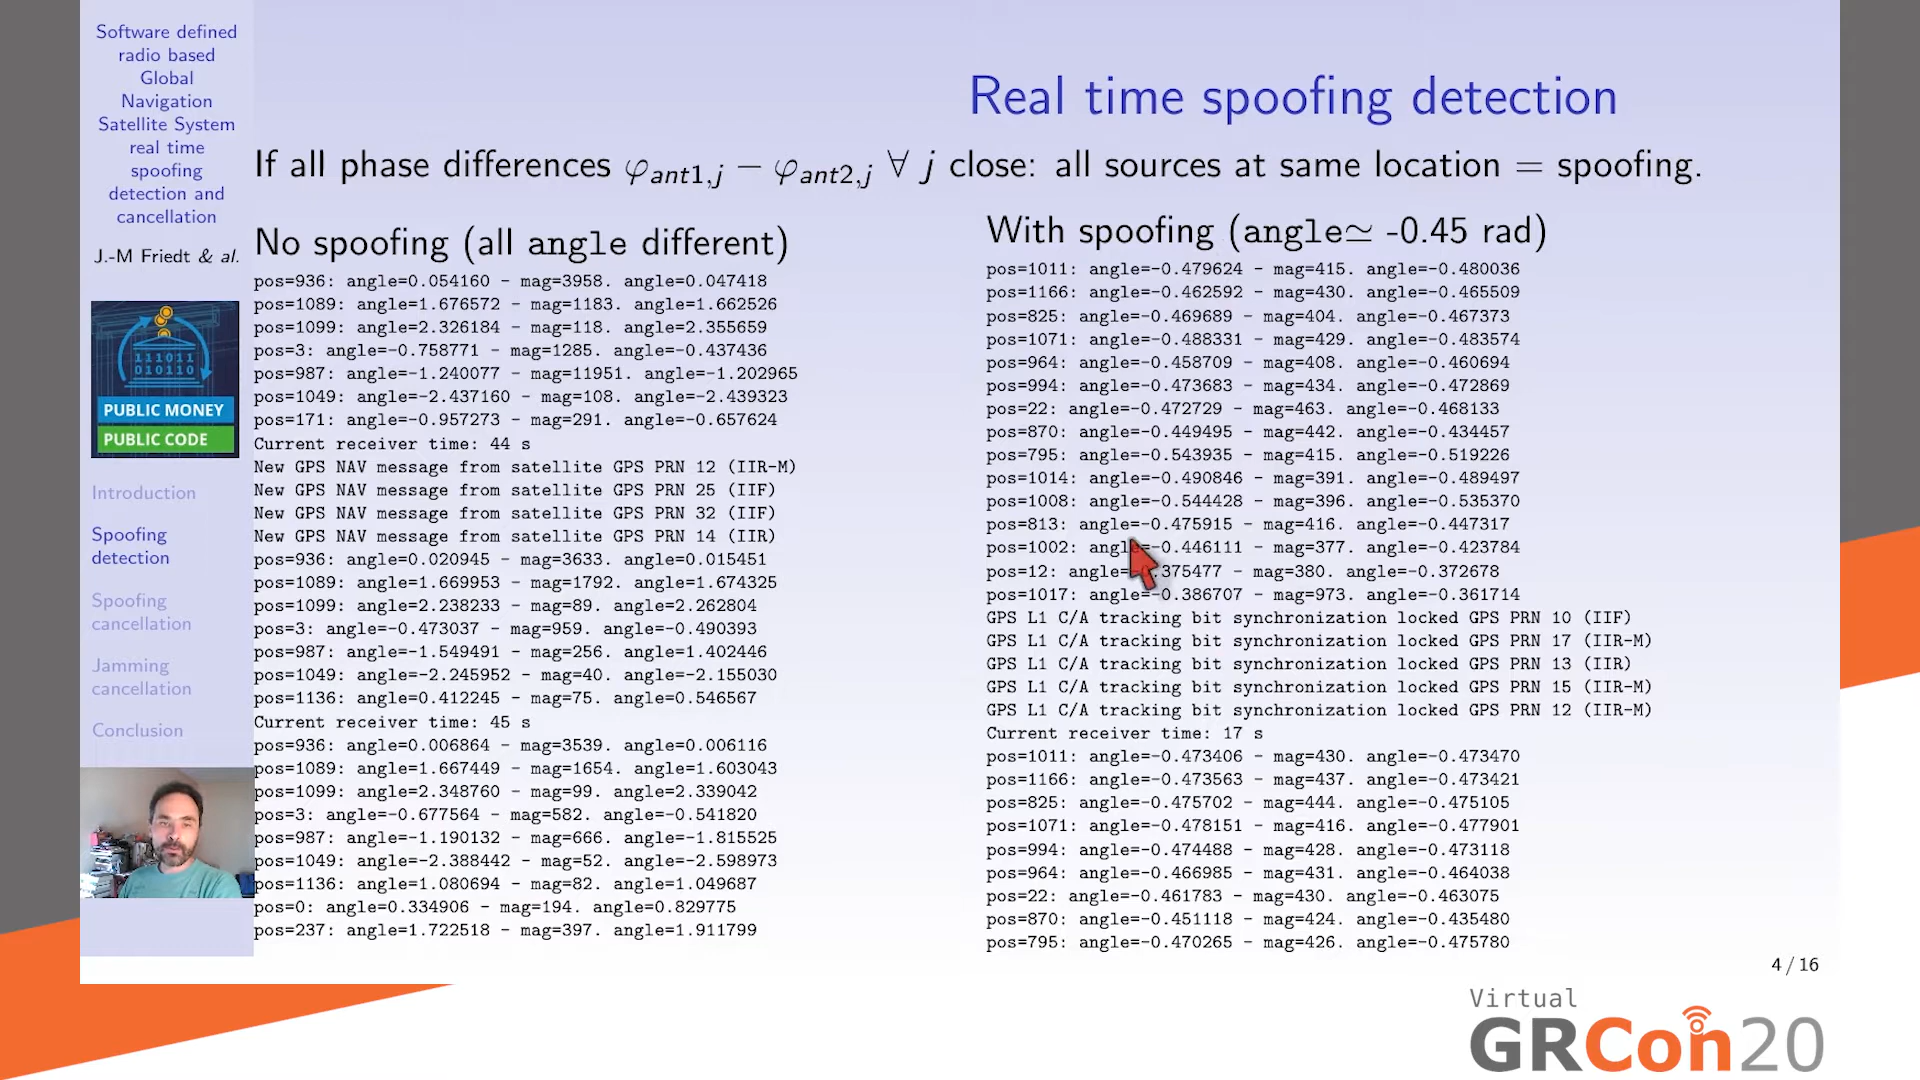 Software defined
radio based
Global
Navigation
Satellite System
real time
spoofing
detection and
cancellation
J.-M Friedt & al.
111011
010110
PUBLIC MONEY
PUBLIC CODE
Introduction
Spoofing
detection
Spoofing
cancellation
Jamming
cancellation
Conclusion
Real time spoofing detection
If all phase differences φant1,j − φant2,j ∀ j close: all sources at same location = spoofing.
No spoofing (all angle different)
pos=936: angle=0.054160 - mag=3958. angle=0.047418
pos=1089: angle=1.676572 - mag=1183. angle=1.662526
pos=1099: angle=2.326184 - mag=118. angle=2.355659
pos=3: angle=-0.758771 - mag=1285. angle=-0.437436
pos=987: angle=-1.240077 - mag=11951. angle=-1.202965
pos=1049: angle=-2.437160 - mag=108. angle=-2.439323
pos=171: angle=-0.957273 - mag=291. angle=-0.657624
Current receiver time: 44 s
New GPS NAV message from satellite GPS PRN 12 (IIR-M)
New GPS NAV message from satellite GPS PRN 25 (IIF)
New GPS NAV message from satellite GPS PRN 32 (IIF)
New GPS NAV message from satellite GPS PRN 14 (IIR)
pos=936: angle=0.020945 - mag=3633. angle=0.015451
pos=1089: angle=1.669953 - mag=1792. angle=1.674325
pos=1099: angle=2.238233 - mag=89. angle=2.262804
pos=3: angle=-0.473037 - mag=959. angle=-0.490393
pos=987: angle=-1.549491 - mag=256. angle=1.402446
pos=1049: angle=-2.245952 - mag=40. angle=-2.155030
pos=1136: angle=0.412245 - mag=75. angle=0.546567
Current receiver time: 45 s
pos=936: angle=0.006864 - mag=3539. angle=0.006116
pos=1089: angle=1.667449 - mag=1654. angle=1.603043
pos=1099: angle=2.348760 - mag=99. angle=2.339042
pos=3: angle=-0.677564 - mag=582. angle=-0.541820
pos=987: angle=-1.190132 - mag=666. angle=-1.815525
pos=1049: angle=-2.388442 - mag=52. angle=-2.598973
pos=1136: angle=1.080694 - mag=82. angle=1.049687
pos=0: angle=0.334906 - mag=194. angle=0.829775
pos=237: angle=1.722518 - mag=397. angle=1.911799
With spoofing (angle≃ -0.45 rad)
pos=1011: angle=-0.479624 - mag=415. angle=-0.480036
pos=1166: angle=-0.462592 - mag=430. angle=-0.465509
pos=825: angle=-0.469689 - mag=404. angle=-0.467373
pos=1071: angle=-0.488331 - mag=429. angle=-0.483574
pos=964: angle=-0.458709 - mag=408. angle=-0.460694
pos=994: angle=-0.473683 - mag=434. angle=-0.472869
pos=22: angle=-0.472729 - mag=463. angle=-0.468133
pos=870: angle=-0.449495 - mag=442. angle=-0.434457
pos=795: angle=-0.543935 - mag=415. angle=-0.519226
pos=1014: angle=-0.490846 - mag=391. angle=-0.489497
pos=1008: angle=-0.544428 - mag=396. angle=-0.535370
pos=813: angle=-0.475915 - mag=416. angle=-0.447317
pos=1002: angle=-0.446111 - mag=377. angle=-0.423784
pos=12: angle=-0.375477 - mag=380. angle=-0.372678
pos=1017: angle=-0.386707 - mag=973. angle=-0.361714
GPS L1 C/A tracking bit synchronization locked GPS PRN 10 (IIF)
GPS L1 C/A tracking bit synchronization locked GPS PRN 17 (IIR-M)
GPS L1 C/A tracking bit synchronization locked GPS PRN 13 (IIR)
GPS L1 C/A tracking bit synchronization locked GPS PRN 15 (IIR-M)
GPS L1 C/A tracking bit synchronization locked GPS PRN 12 (IIR-M)
Current receiver time: 17 s
pos=1011: angle=-0.473406 - mag=430. angle=-0.473470
pos=1166: angle=-0.473563 - mag=437. angle=-0.473421
pos=825: angle=-0.475702 - mag=444. angle=-0.475105
pos=1071: angle=-0.478151 - mag=416. angle=-0.477901
pos=994: angle=-0.474488 - mag=428. angle=-0.473118
pos=964: angle=-0.466985 - mag=431. angle=-0.464038
pos=22: angle=-0.461783 - mag=430. angle=-0.463075
pos=870: angle=-0.451118 - mag=424. angle=-0.435480
pos=795: angle=-0.470265 - mag=426. angle=-0.475780
4 / 16
Virtual
GRCon20